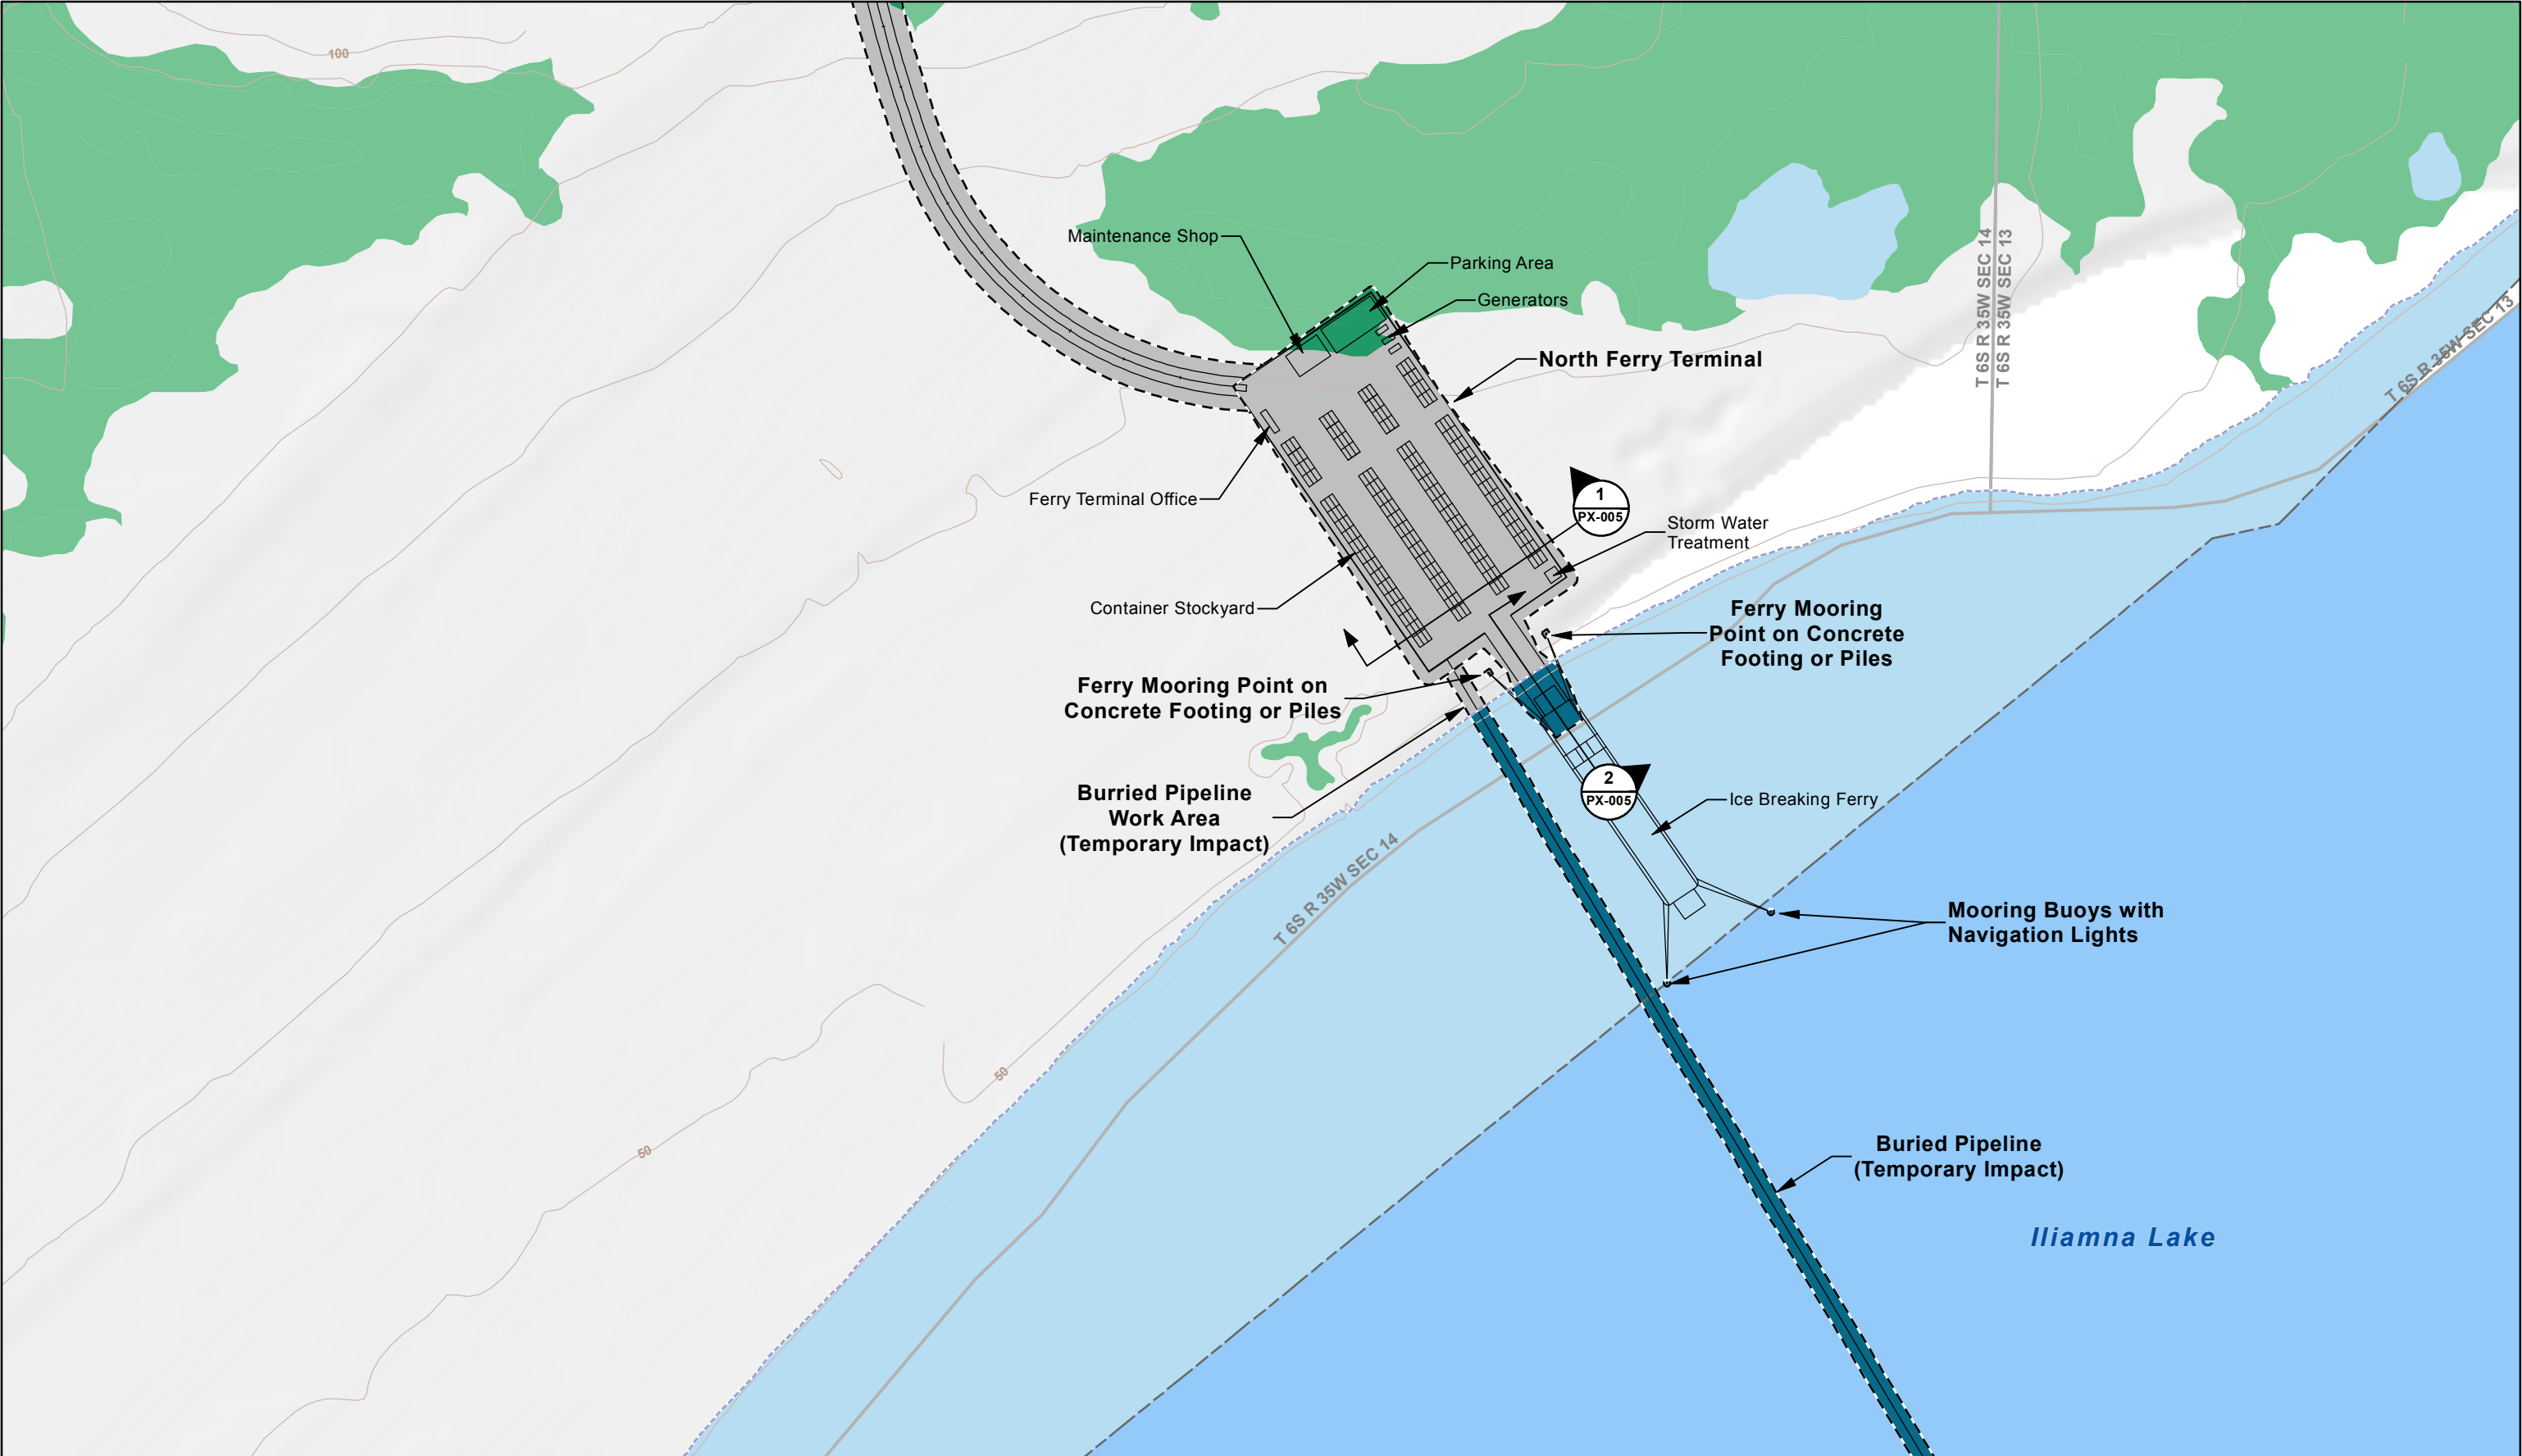 100
Maintenance Shop
Parking Area
Generators
North Ferry Terminal
T 6S R 35W SEC 14
T 6S R 35W SEC 13
T 6S R 35W SEC 13
Ferry Terminal Office
1
PX-005
Storm Water
Treatment
Container Stockyard
Ferry Mooring
Point on Concrete
Footing or Piles
Ferry Mooring Point on
Concrete Footing or Piles
Burried Pipeline
Work Area
(Temporary Impact)
2
PX-005
Ice Breaking Ferry
T 6S R 35W SEC 14
Mooring Buoys with
Navigation Lights
50
50
Buried Pipeline
(Temporary Impact)
Iliamna Lake